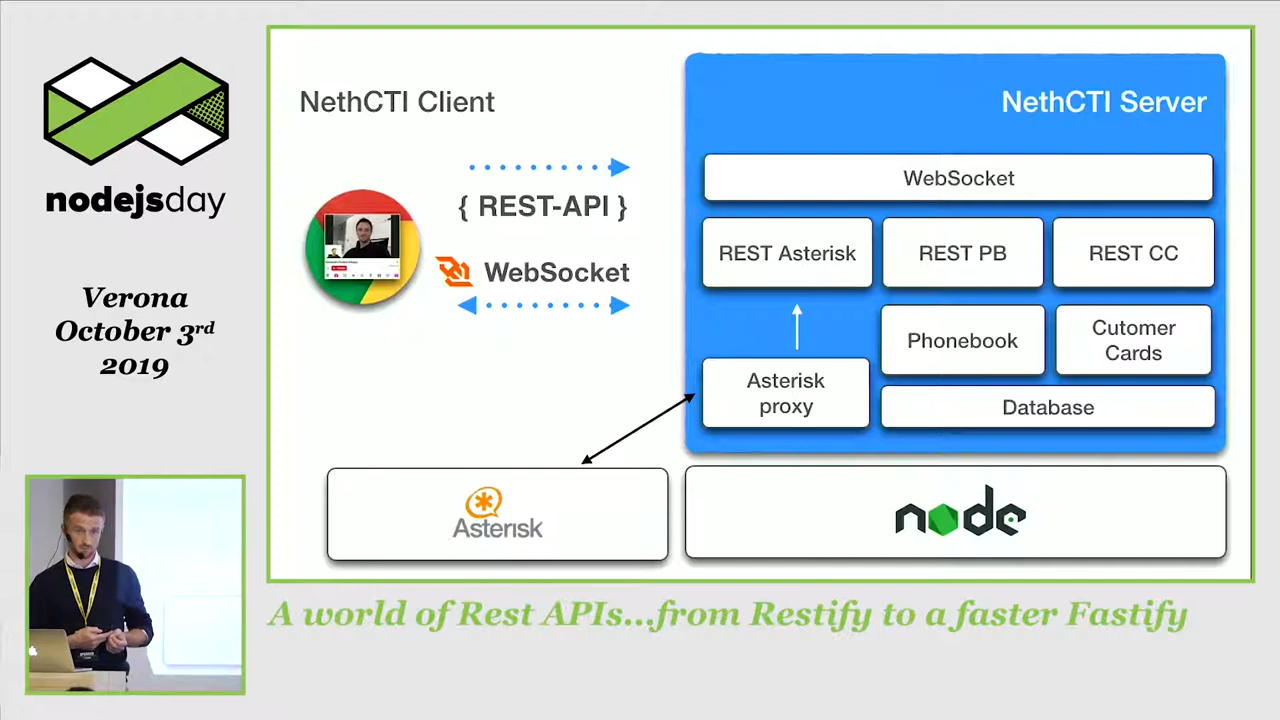 nodejsday
Verona
October 3rd
2019
NethCTI Client
{ REST-API }
WebSocket
NethCTI Server
WebSocket
REST Asterisk
REST PB
REST CC
Phonebook
Cutomer
Cards
Asterisk
proxy
Database
Asterisk
node
A world of Rest APIs...from Restify to a faster Fastify